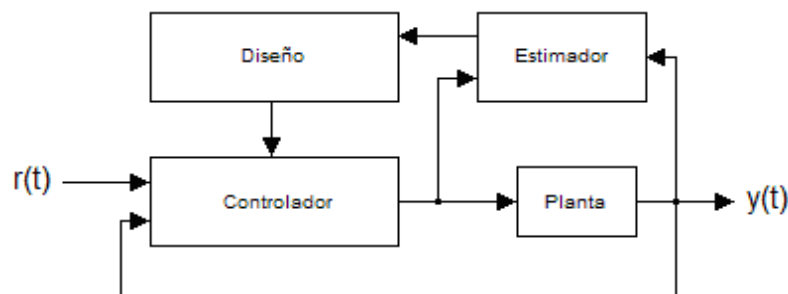 Diseño
Estimador
r(t)
Controlador
Planta
y(t)